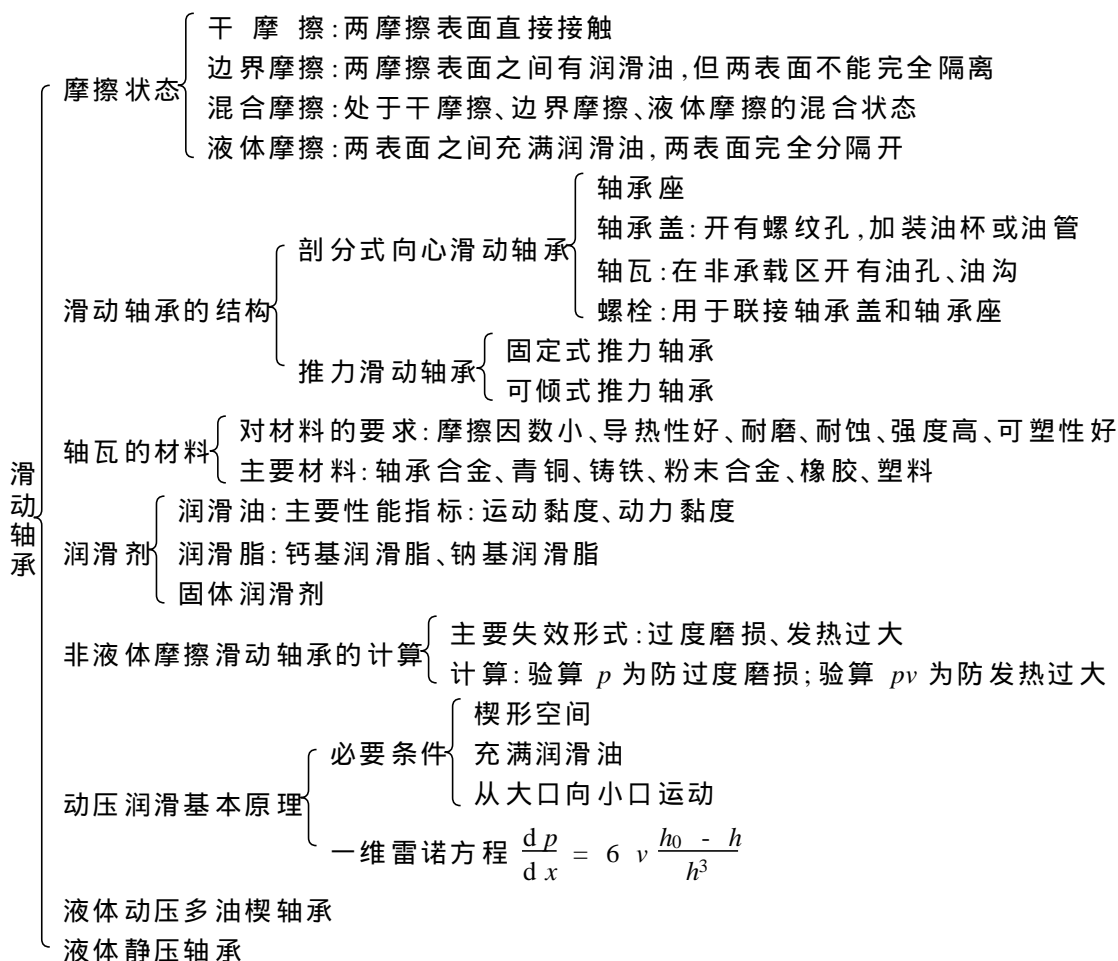 滑动轴承
摩擦状态
干摩擦:两摩擦表面直接接触
边界摩擦:两摩擦表面之间有润滑油,但两表面不能完全隔离
混合摩擦:处于干摩擦、边界摩擦、液体摩擦的混合状态
液体摩擦:两表面之间充满润滑油,两表面完全分隔开
滑动轴承的结构
剖分式向心滑动轴承
轴承座
轴承盖:开有螺纹孔,加装油杯或油管
轴瓦:在非承载区开有油孔、油沟
螺栓:用于联接轴承盖和轴承座
推力滑动轴承
固定式推力轴承
可倾式推力轴承
轴瓦的材料
对材料的要求:摩擦因数小、导热性好、耐磨、耐蚀、强度高、可塑性好
主要材料:轴承合金、青铜、铸铁、粉末合金、橡胶、塑料
润滑剂
润滑油:主要性能指标:运动黏度、动力黏度
润滑脂:钙基润滑脂、钠基润滑脂
固体润滑剂
非液体摩擦滑动轴承的计算
主要失效形式:过度磨损、发热过大
计算:验算 p 为防过度磨损;验算 pv 为防发热过大
动压润滑基本原理
必要条件
楔形空间
充满润滑油
从大口向小口运动
一维雷诺方程 dp/dx = 6 v (h₀ - h)/h³
液体动压多油楔轴承
液体静压轴承